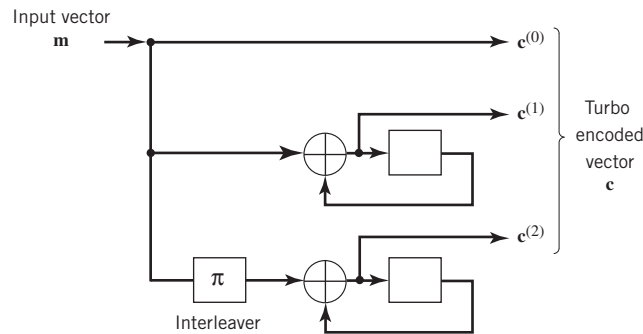 Input vector
m
c(0)
c(1)
Turbo
encoded
vector
c
c(2)
π
Interleaver